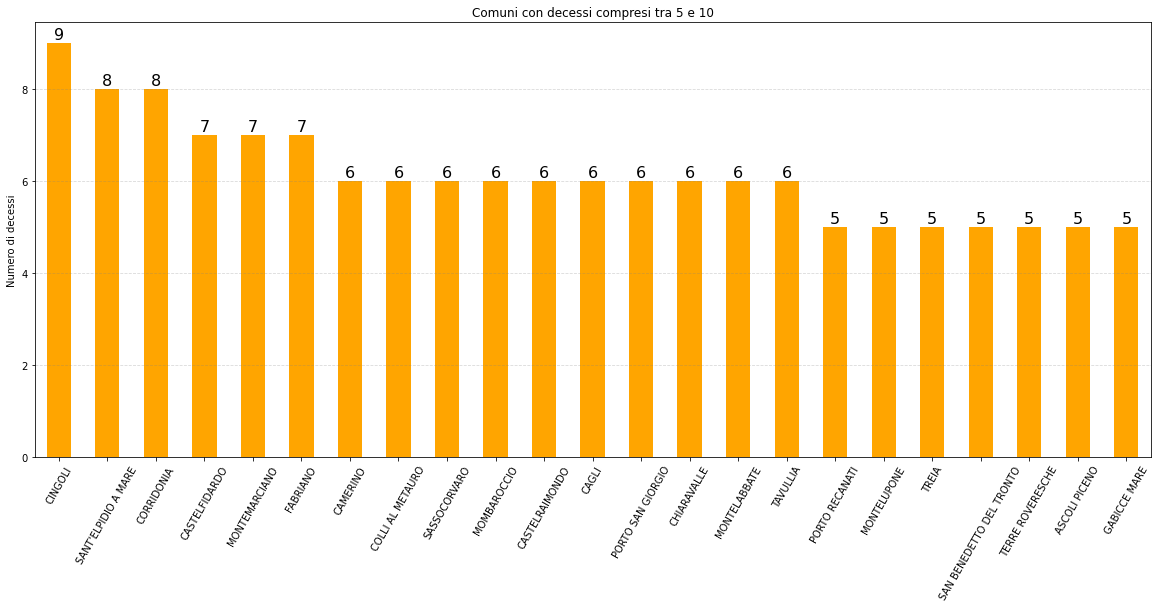 Comuni con decessi compresi tra 5 e 10
Numero di decessi
8
6
4
2
0
9
8
8
7
7
7
6
6
6
6
6
6
6
6
6
6
5
5
5
5
5
5
5
CINGOLI
SANT'ELPIDIO A MARE
CORRIDONIA
CASTELFIDARDO
MONTEMARCIANO
FABRIANO
CAMERINO
COLLI AL METAURO
SASSOCORVARO
MOMBAROCCIO
CASTELRAIMONDO
CAGLI
PORTO SAN GIORGIO
CHIARAVALLE
MONTELABBATE
TAVULLIA
PORTO RECANATI
MONTELUPONE
TREIA
SAN BENEDETTO DEL TRONTO
TERRE ROVERESCHE
ASCOLI PICENO
GABICCE MARE